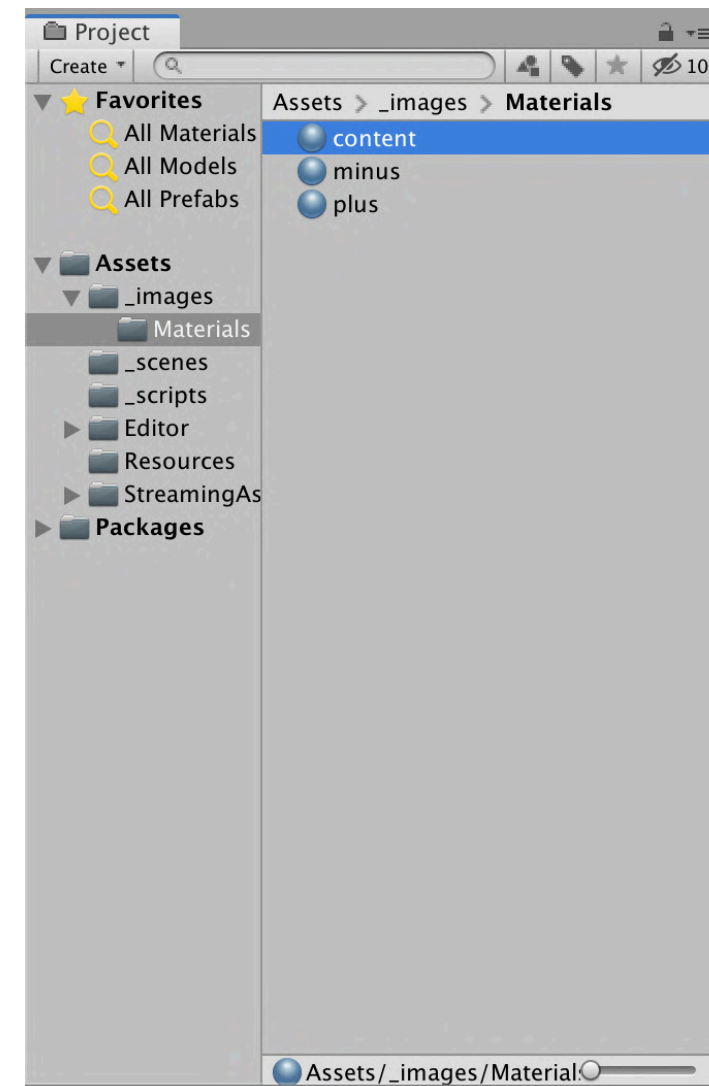 Project
Create
10
Favorites
All Materials
All Models
All Prefabs
Assets
_images
Materials
_scenes
_scripts
Editor
Resources
StreamingAs
Packages
Assets > _images > Materials
content
minus
plus
Assets/_images/Material